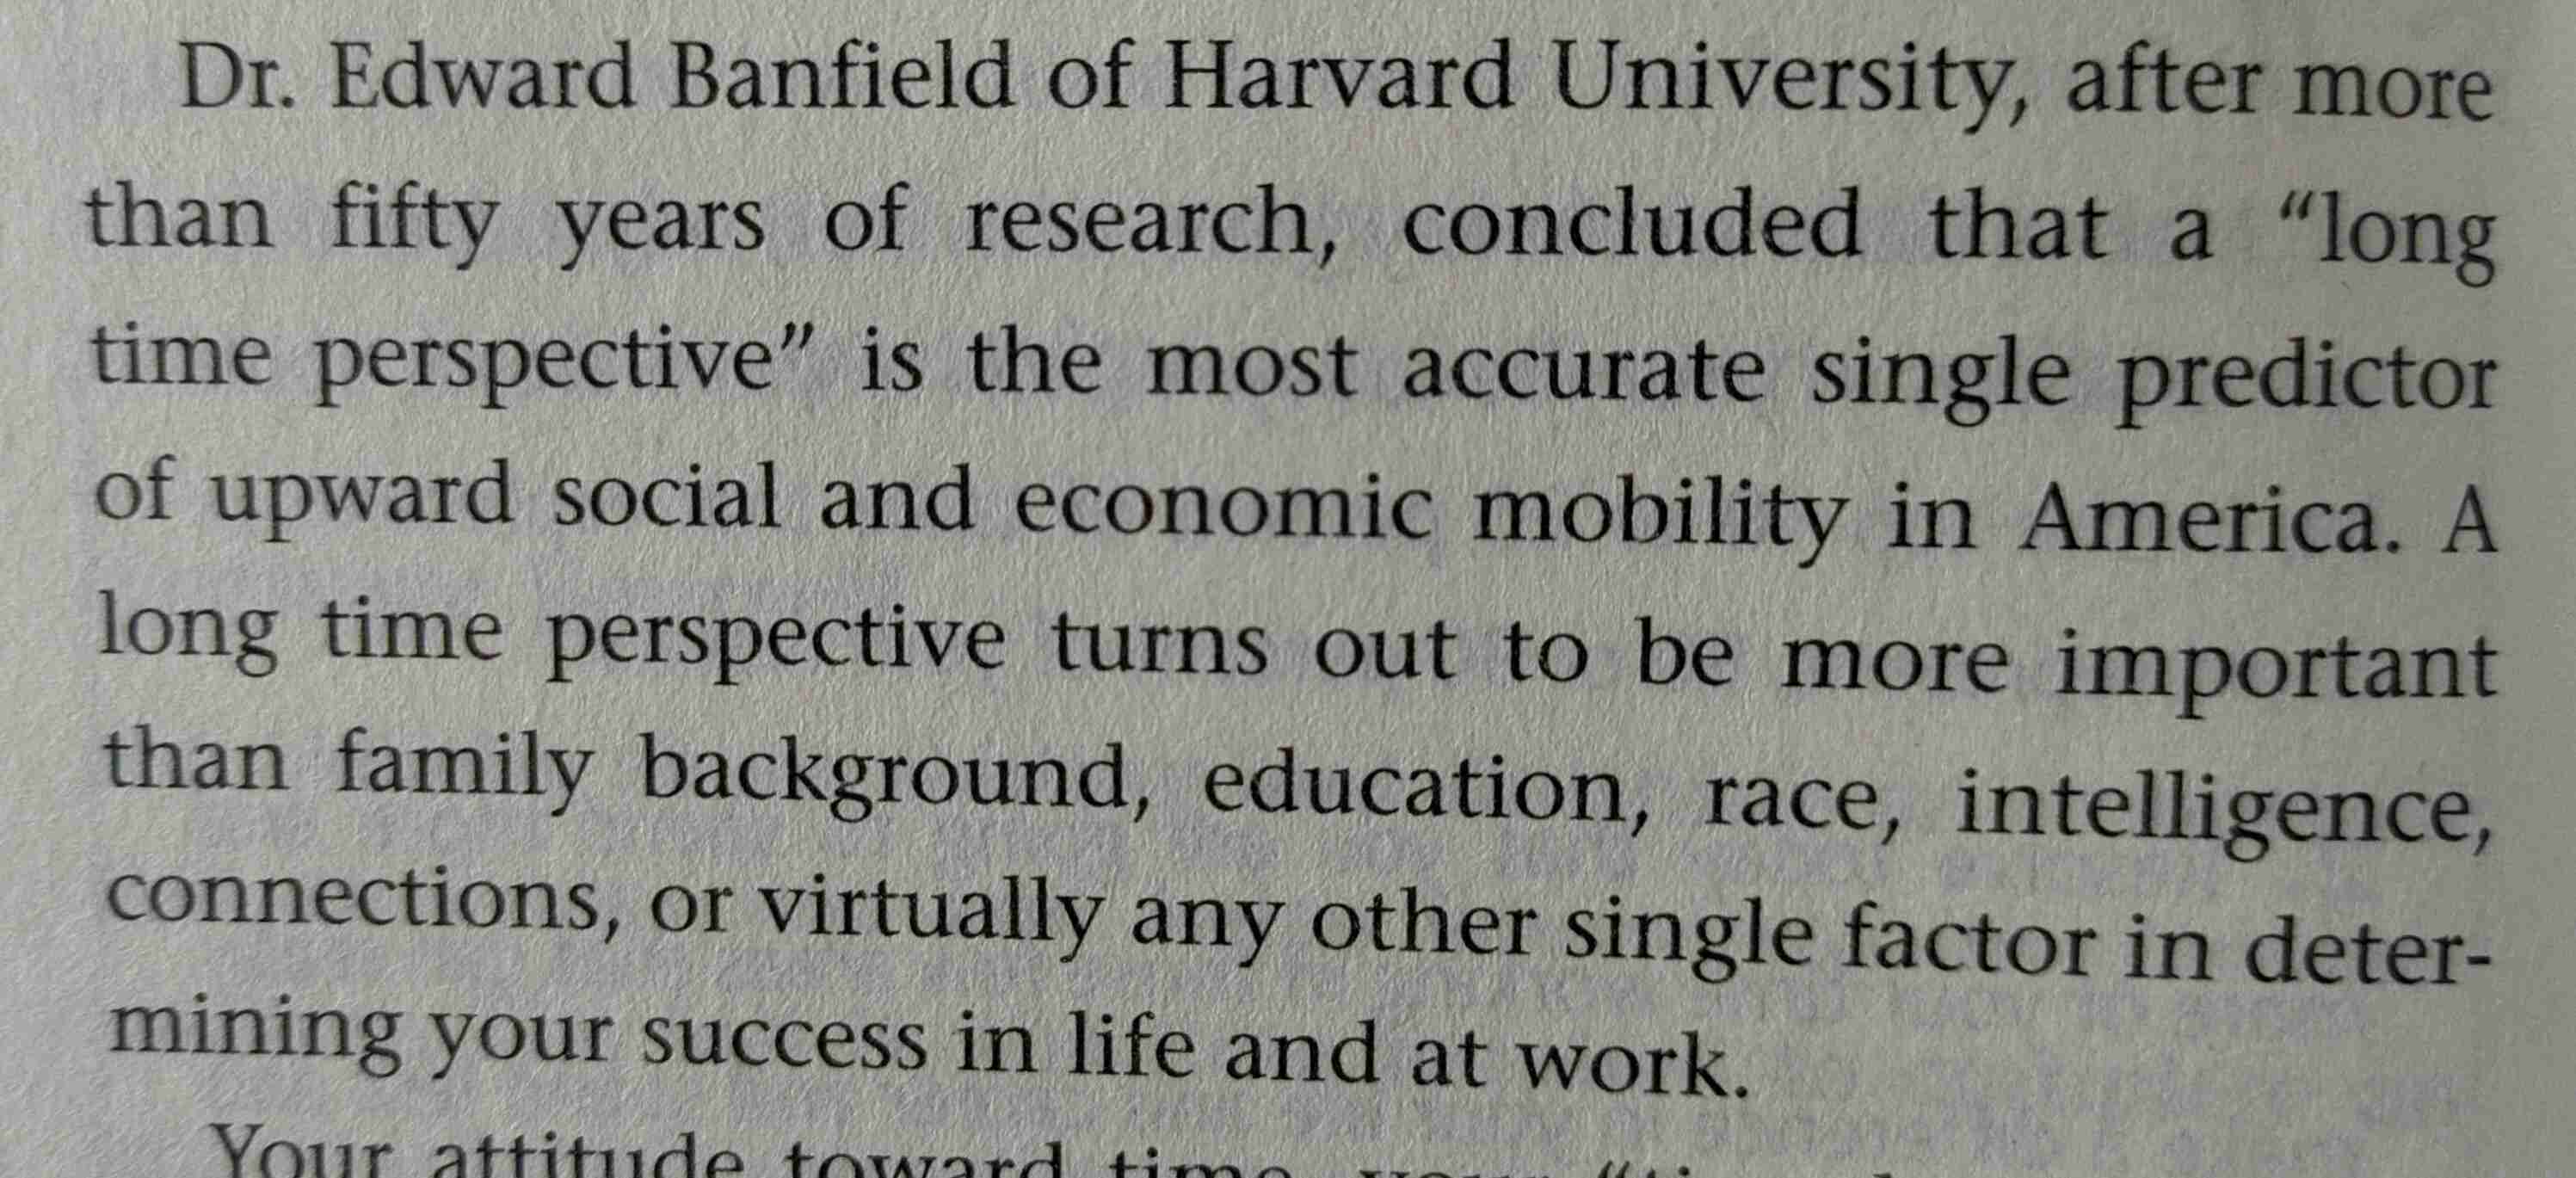 Dr. Edward Banfield of Harvard University, after more
than fifty years of research, concluded that a “long
time perspective” is the most accurate single predictor
of upward social and economic mobility in America. A
long time perspective turns out to be more important
than family background, education, race, intelligence,
connections, or virtually any other single factor in deter-
mining your success in life and at work.
Your attitude toward time, your